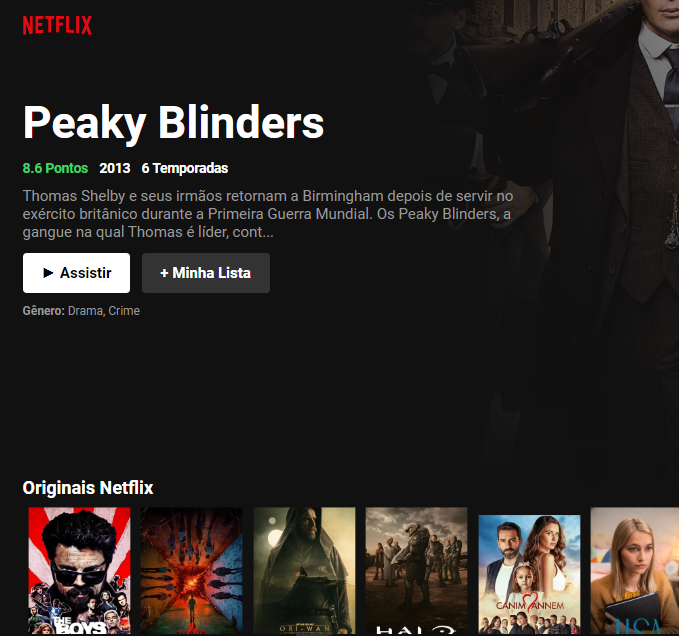 NETFLIX
Peaky Blinders
8.6 Pontos 2013 6 Temporadas
Thomas Shelby e seus irmãos retornam a Birmingham depois de servir no
exército britânico durante a Primeira Guerra Mundial. Os Peaky Blinders, a
gangue na qual Thomas é líder, cont...
► Assistir + Minha Lista
Gênero: Drama, Crime
Originais Netflix
THE
BOYS
OBI-WAN
HALO
CANIM ANNEM